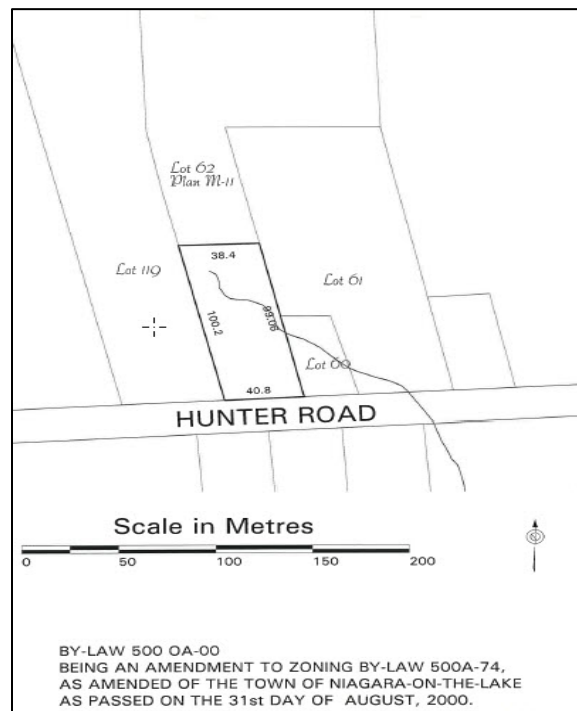 Lot 62
Plan M-11
38.4
Lot 119
Lot 61
100.2
99.06
Lot 60
40.8
HUNTER ROAD
Scale in Metres
0 50 100 150 200
BY-LAW 500 OA-00
BEING AN AMENDMENT TO ZONING BY-LAW 500A-74,
AS AMENDED OF THE TOWN OF NIAGARA-ON-THE-LAKE
AS PASSED ON THE 31st DAY OF AUGUST, 2000.